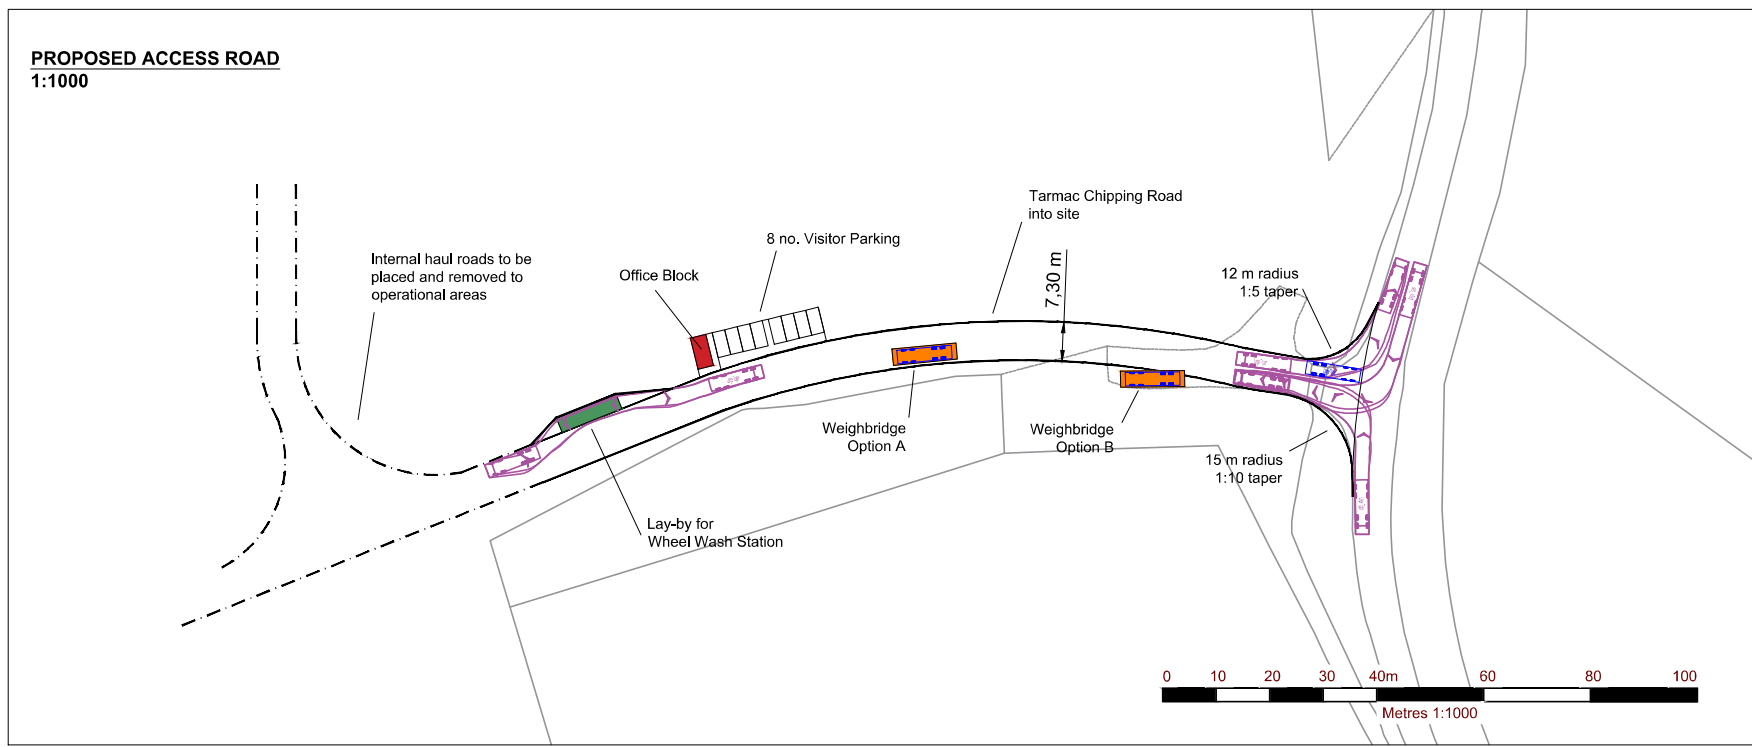 PROPOSED ACCESS ROAD
1:1000
Tarmac Chipping Road
into site
8 no. Visitor Parking
Internal haul roads to be
placed and removed to
operational areas
Office Block
7,30 m
12 m radius
1:5 taper
Weighbridge
Option A
Weighbridge
Option B
15 m radius
1:10 taper
Lay-by for
Wheel Wash Station
0 10 20 30 40m 60 80 100
Metres 1:1000